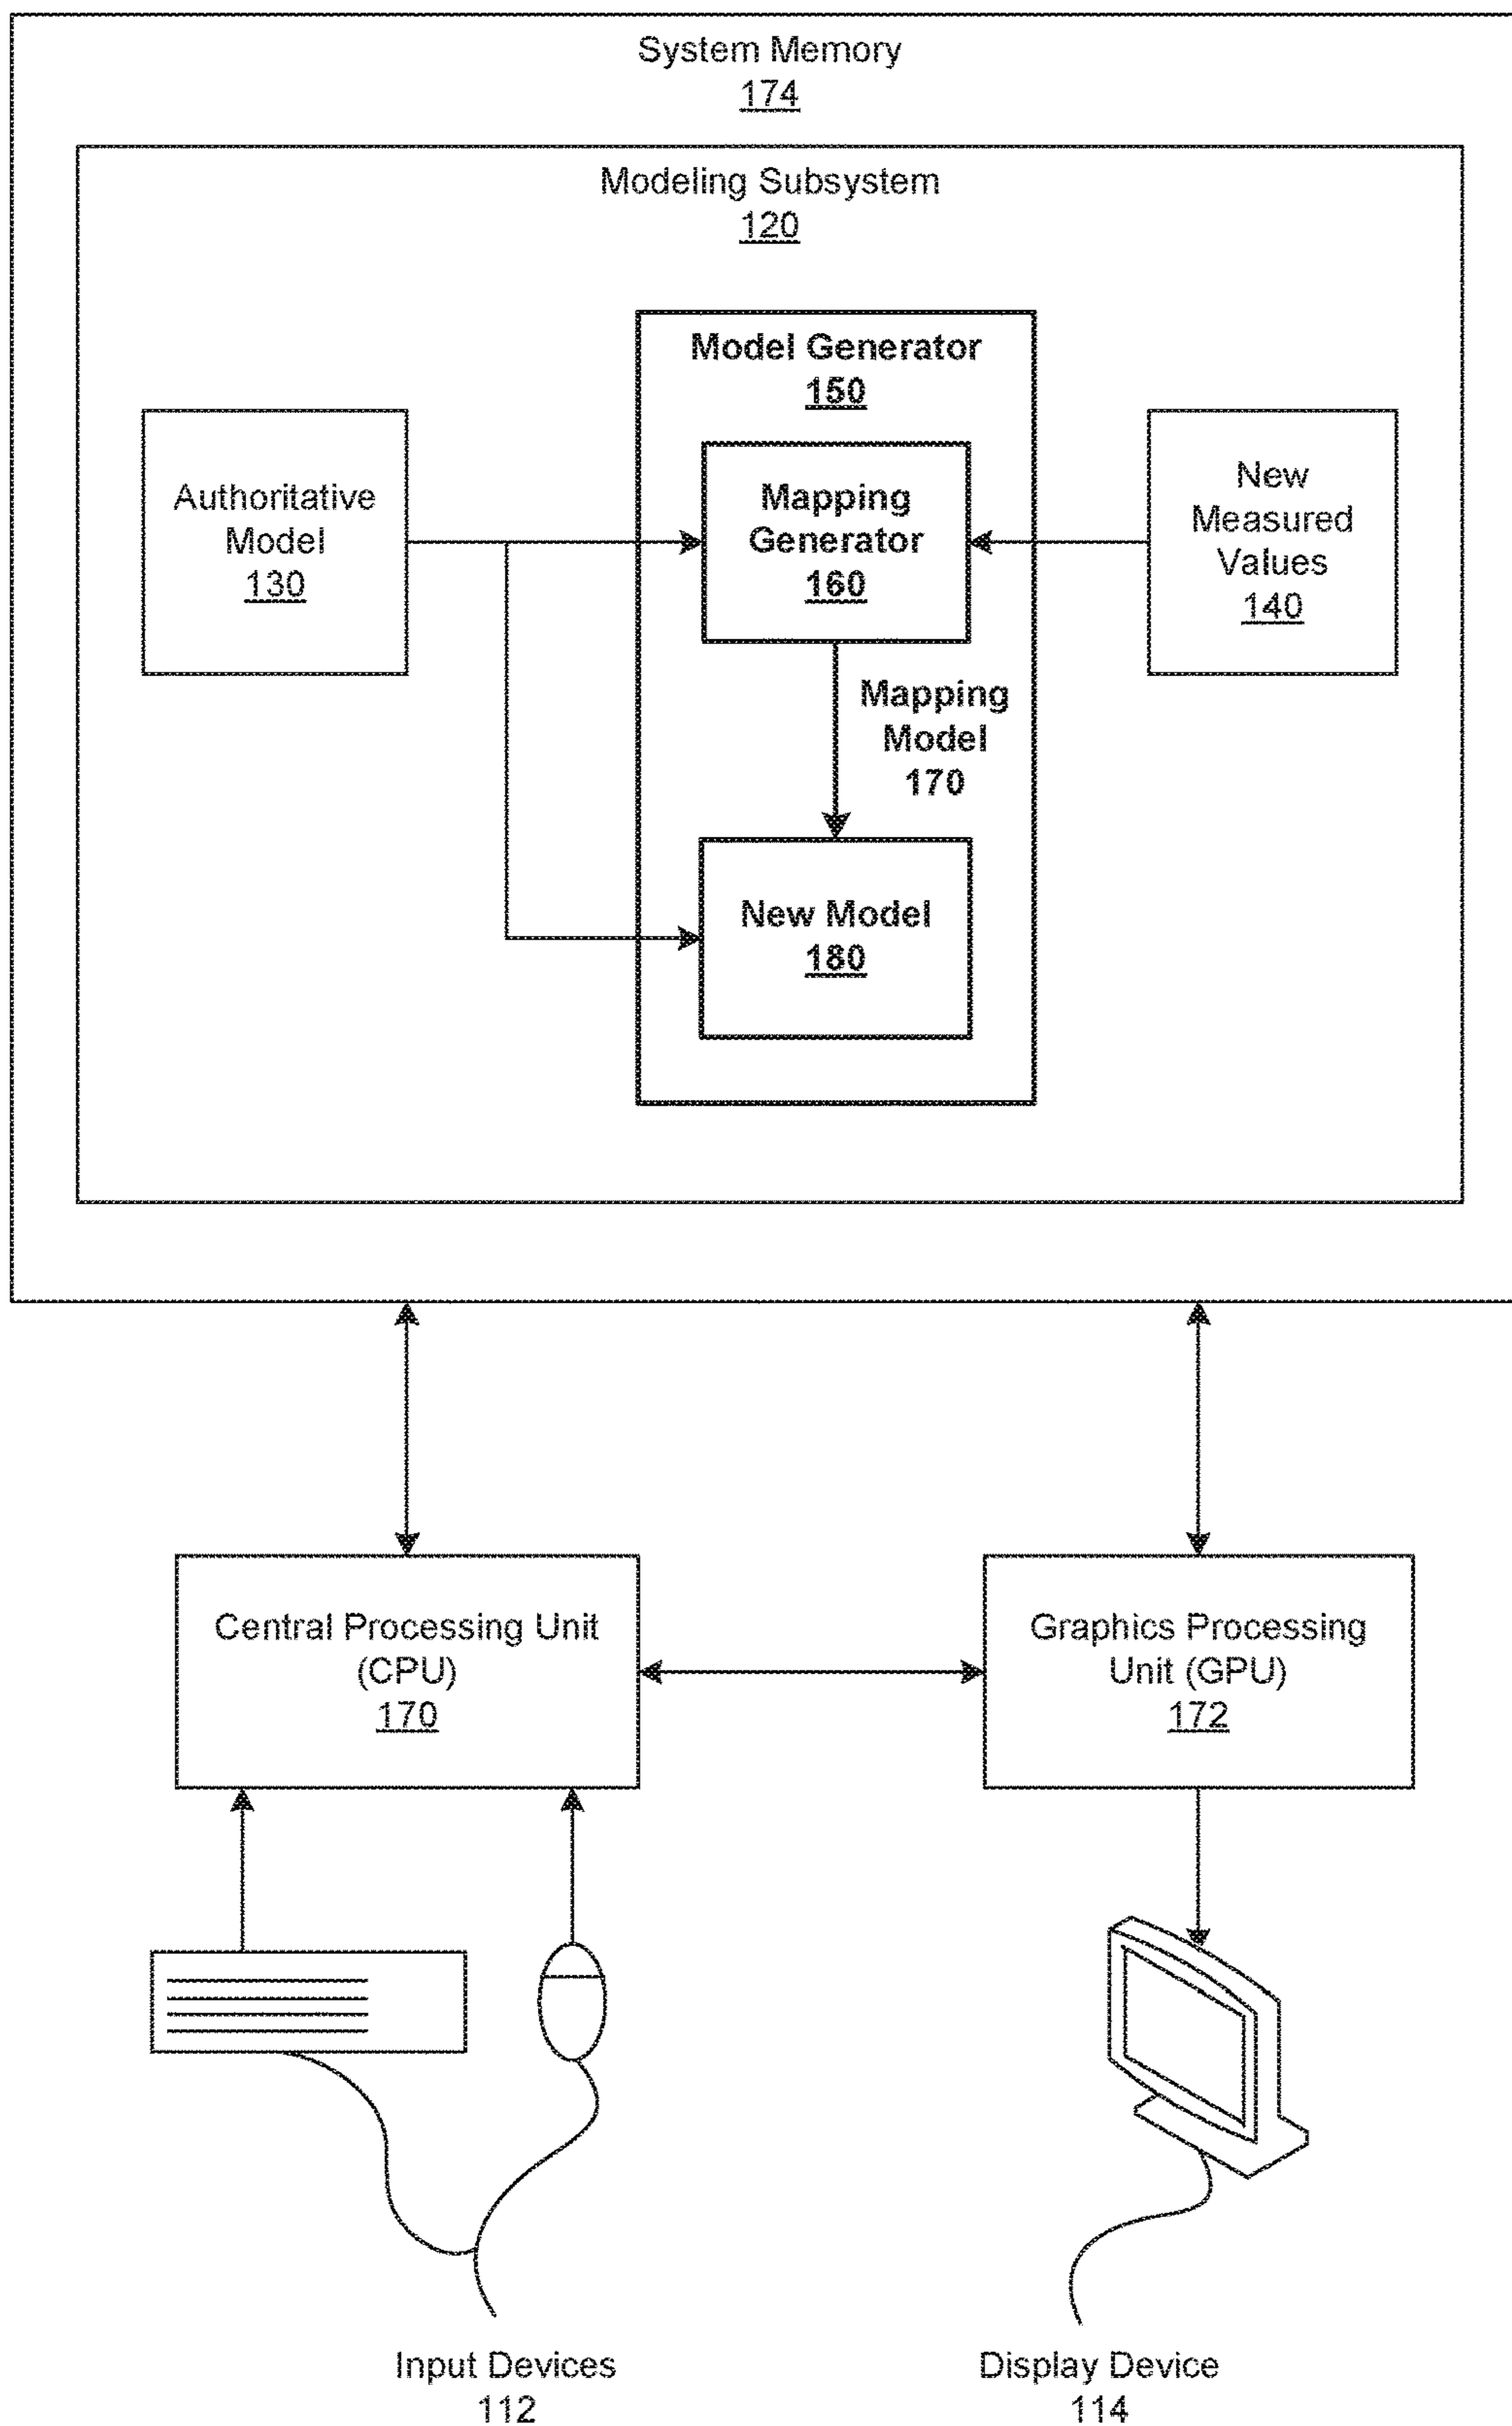 System Memory
174
Modeling Subsystem
120
Model Generator
150
Authoritative
Model
130
Mapping
Generator
160
New
Measured
Values
140
Mapping
Model
170
New Model
180
Central Processing Unit
(CPU)
170
Graphics Processing
Unit (GPU)
172
Input Devices
112
Display Device
114